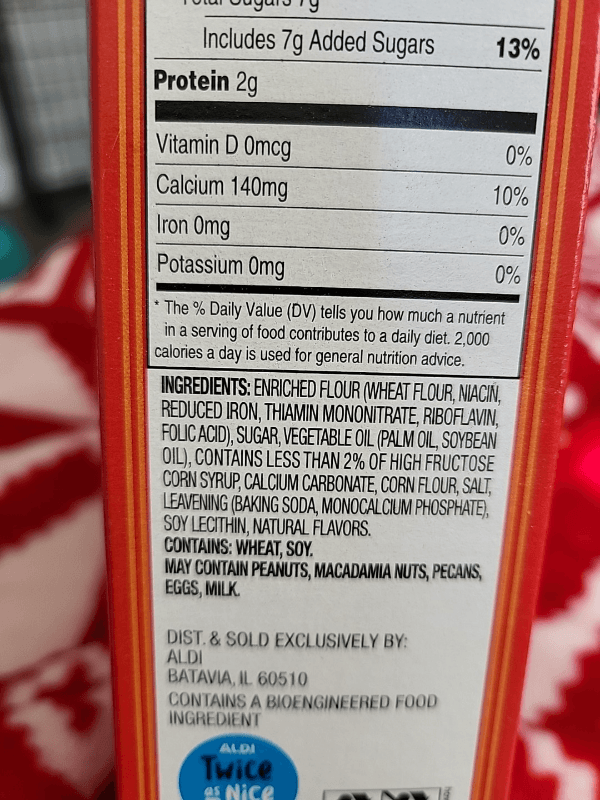 Total Sugars 7g
Includes 7g Added Sugars 13%
Protein 2g
Vitamin D 0mcg 0%
Calcium 140mg 10%
Iron 0mg 0%
Potassium 0mg 0%
* The % Daily Value (DV) tells you how much a nutrient
in a serving of food contributes to a daily diet. 2,000
calories a day is used for general nutrition advice.
INGREDIENTS: ENRICHED FLOUR (WHEAT FLOUR, NIACIN,
REDUCED IRON, THIAMIN MONONITRATE, RIBOFLAVIN,
FOLIC ACID), SUGAR, VEGETABLE OIL (PALM OIL, SOYBEAN
OIL), CONTAINS LESS THAN 2% OF HIGH FRUCTOSE
CORN SYRUP, CALCIUM CARBONATE, CORN FLOUR, SALT,
LEAVENING (BAKING SODA, MONOCALCIUM PHOSPHATE),
SOY LECITHIN, NATURAL FLAVORS.
CONTAINS: WHEAT, SOY.
MAY CONTAIN PEANUTS, MACADAMIA NUTS, PECANS,
EGGS, MILK.
DIST. & SOLD EXCLUSIVELY BY:
ALDI
BATAVIA, IL 60510
CONTAINS A BIOENGINEERED FOOD
INGREDIENT
ALDI
Twice
as Nice